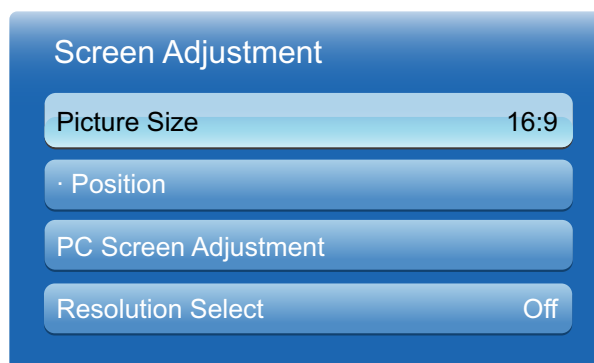 Screen Adjustment
Picture Size 16:9
· Position
PC Screen Adjustment
Resolution Select Off